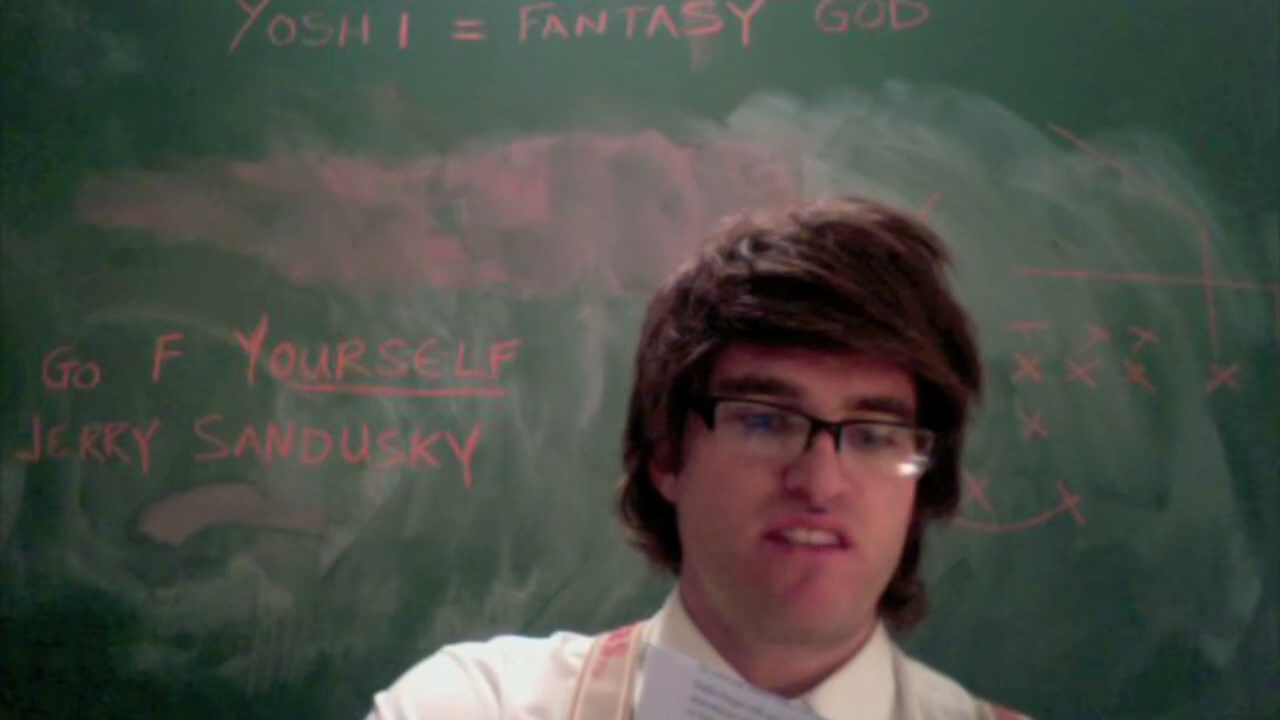 YOSHI = FANTASY GOD
GO F YOURSELF
JERRY SANDUSKY
X X X X
X
X X